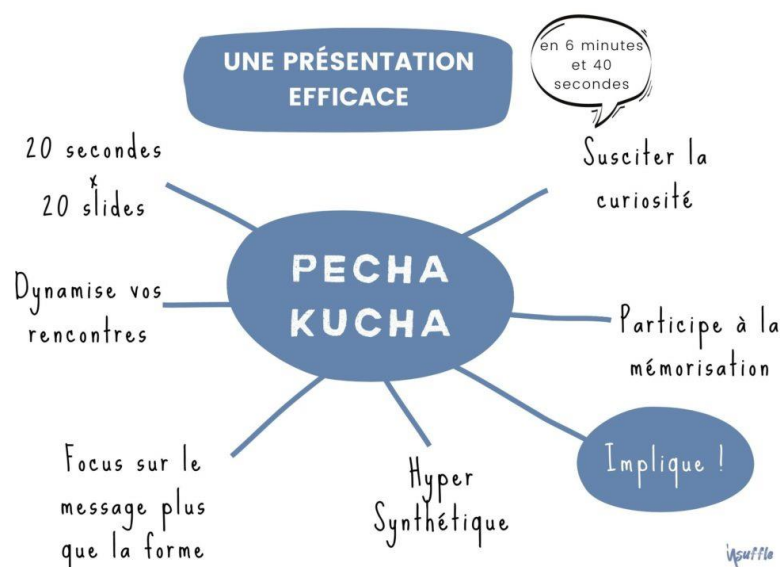 UNE PRÉSENTATION
EFFICACE
en 6 minutes
et 40
secondes
20 secondes
x
20 slides
Susciter la
curiosité
PECHA
KUCHA
Dynamise vos
rencontres
Participe à la
mémorisation
Focus sur le
message plus
que la forme
Hyper
Synthétique
Implique !
insuffle